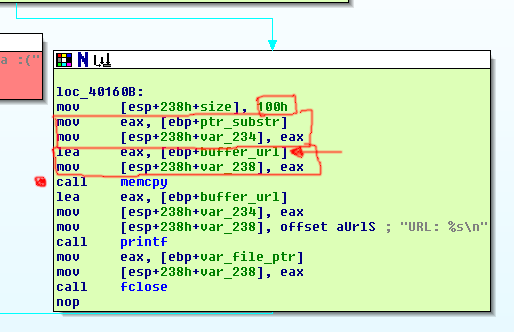 a :("
N
loc_40160B:
mov [esp+238h+size], 100h
mov eax, [ebp+ptr_substr]
mov [esp+238h+var_234], eax
lea eax, [ebp+buffer_url]
mov [esp+238h+var_238], eax
call memcpy
lea eax, [ebp+buffer_url]
mov [esp+238h+var_234], eax
mov [esp+238h+var_238], offset aUrlS ; "URL: %s\n"
call printf
mov eax, [ebp+var_file_ptr]
mov [esp+238h+var_238], eax
call fclose
nop